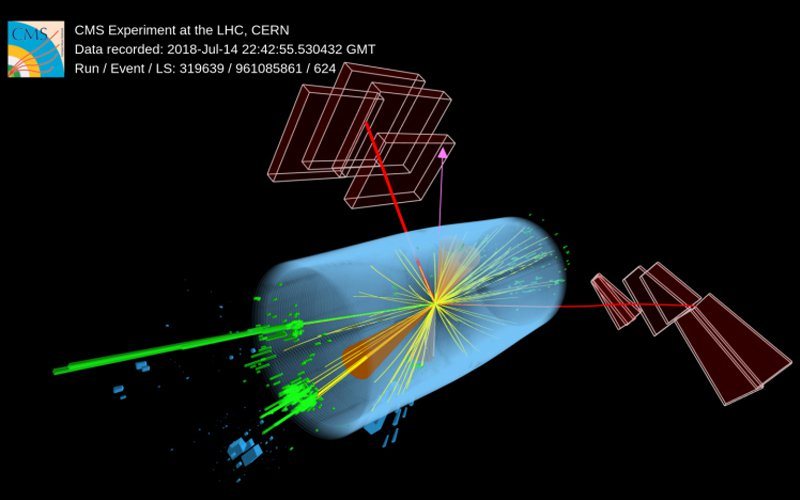 CMS
CMS Experiment at the LHC, CERN
Data recorded: 2018-Jul-14 22:42:55.530432 GMT
Run / Event / LS: 319639 / 961085861 / 624